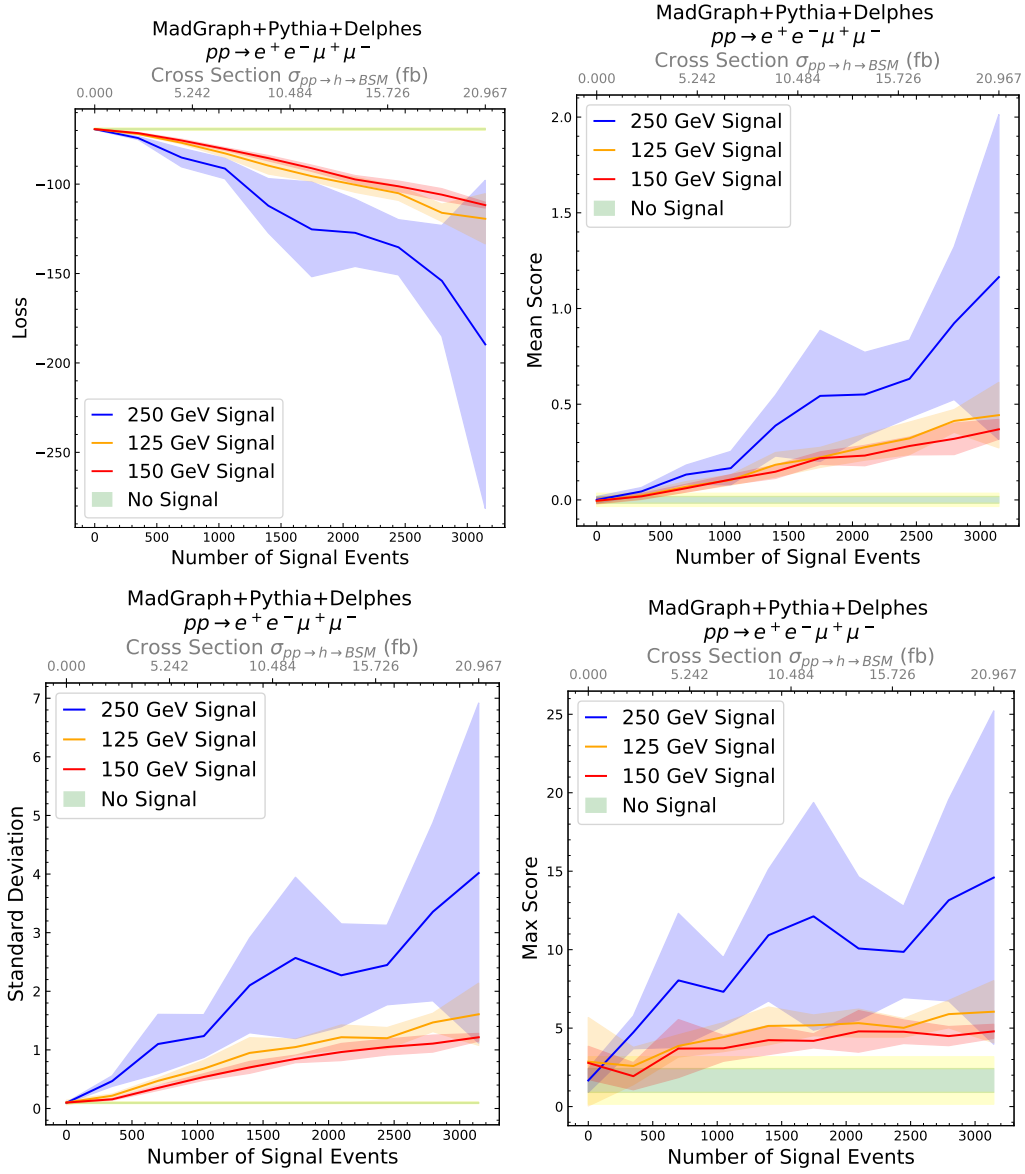 MadGraph+Pythia+Delphes
pp → e⁺e⁻μ⁺μ⁻
Cross Section σ_{pp→h→BSM} (fb)
0.000 5.242 10.484 15.726 20.967
−100
−150
−200
−250
Loss
250 GeV Signal
125 GeV Signal
150 GeV Signal
No Signal
0 500 1000 1500 2000 2500 3000
Number of Signal Events
MadGraph+Pythia+Delphes
pp → e⁺e⁻μ⁺μ⁻
Cross Section σ_{pp→h→BSM} (fb)
0.000 5.242 10.484 15.726 20.967
2.0
1.5
1.0
0.5
0.0
Mean Score
250 GeV Signal
125 GeV Signal
150 GeV Signal
No Signal
0 500 1000 1500 2000 2500 3000
Number of Signal Events
MadGraph+Pythia+Delphes
pp → e⁺e⁻μ⁺μ⁻
Cross Section σ_{pp→h→BSM} (fb)
0.000 5.242 10.484 15.726 20.967
7
6
5
4
3
2
1
0
Standard Deviation
250 GeV Signal
125 GeV Signal
150 GeV Signal
No Signal
0 500 1000 1500 2000 2500 3000
Number of Signal Events
MadGraph+Pythia+Delphes
pp → e⁺e⁻μ⁺μ⁻
Cross Section σ_{pp→h→BSM} (fb)
0.000 5.242 10.484 15.726 20.967
25
20
15
10
5
0
Max Score
250 GeV Signal
125 GeV Signal
150 GeV Signal
No Signal
0 500 1000 1500 2000 2500 3000
Number of Signal Events